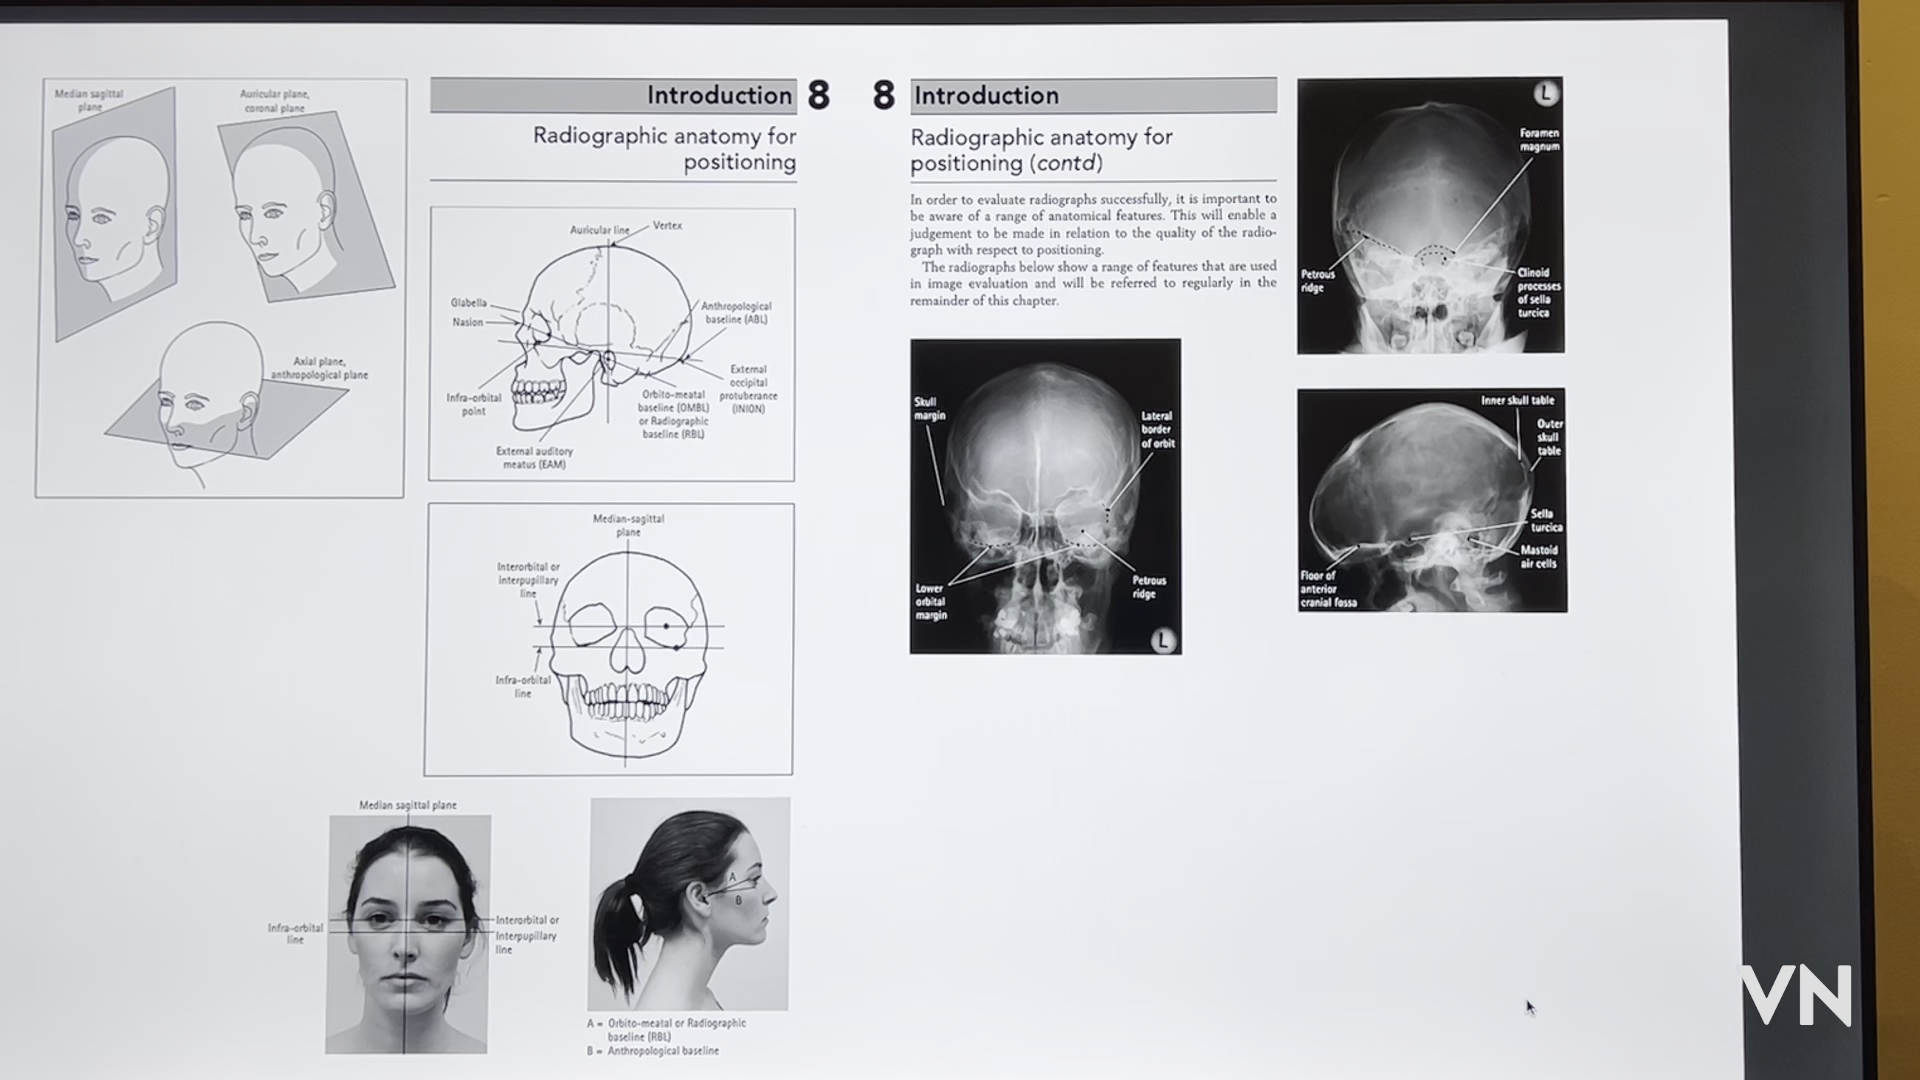 Median sagittal
plane
Auricular plane,
coronal plane
Axial plane,
anthropological plane
Introduction 8
Radiographic anatomy for
positioning
Auricular line
Vertex
Glabella
Nasion
Anthropological
baseline (ABL)
Infra-orbital
point
External auditory
meatus (EAM)
Orbito-meatal
baseline (OMBL)
or Radiographic
baseline (RBL)
External
occipital
protuberance
(INION)
Median-sagittal
plane
Interorbital or
interpupillary
line
Infra-orbital
line
Median sagittal plane
Infra-orbital
line
Interorbital or
Interpupillary
line
A
B
A = Orbito-meatal or Radiographic
baseline (RBL)
B = Anthropological baseline
8 Introduction
Radiographic anatomy for
positioning (contd)
In order to evaluate radiographs successfully, it is important to
be aware of a range of anatomical features. This will enable a
judgement to be made in relation to the quality of the radio-
graph with respect to positioning.
The radiographs below show a range of features that are used
in image evaluation and will be referred to regularly in the
remainder of this chapter.
Skull
margin
Lateral
border
of orbit
Lower
orbital
margin
Petrous
ridge
L
L
Foramen
magnum
Petrous
ridge
Clinoid
processes
of sella
turcica
Inner skull table
Outer
skull
table
Sella
turcica
Mastoid
air cells
Floor of
anterior
cranial fossa
VN